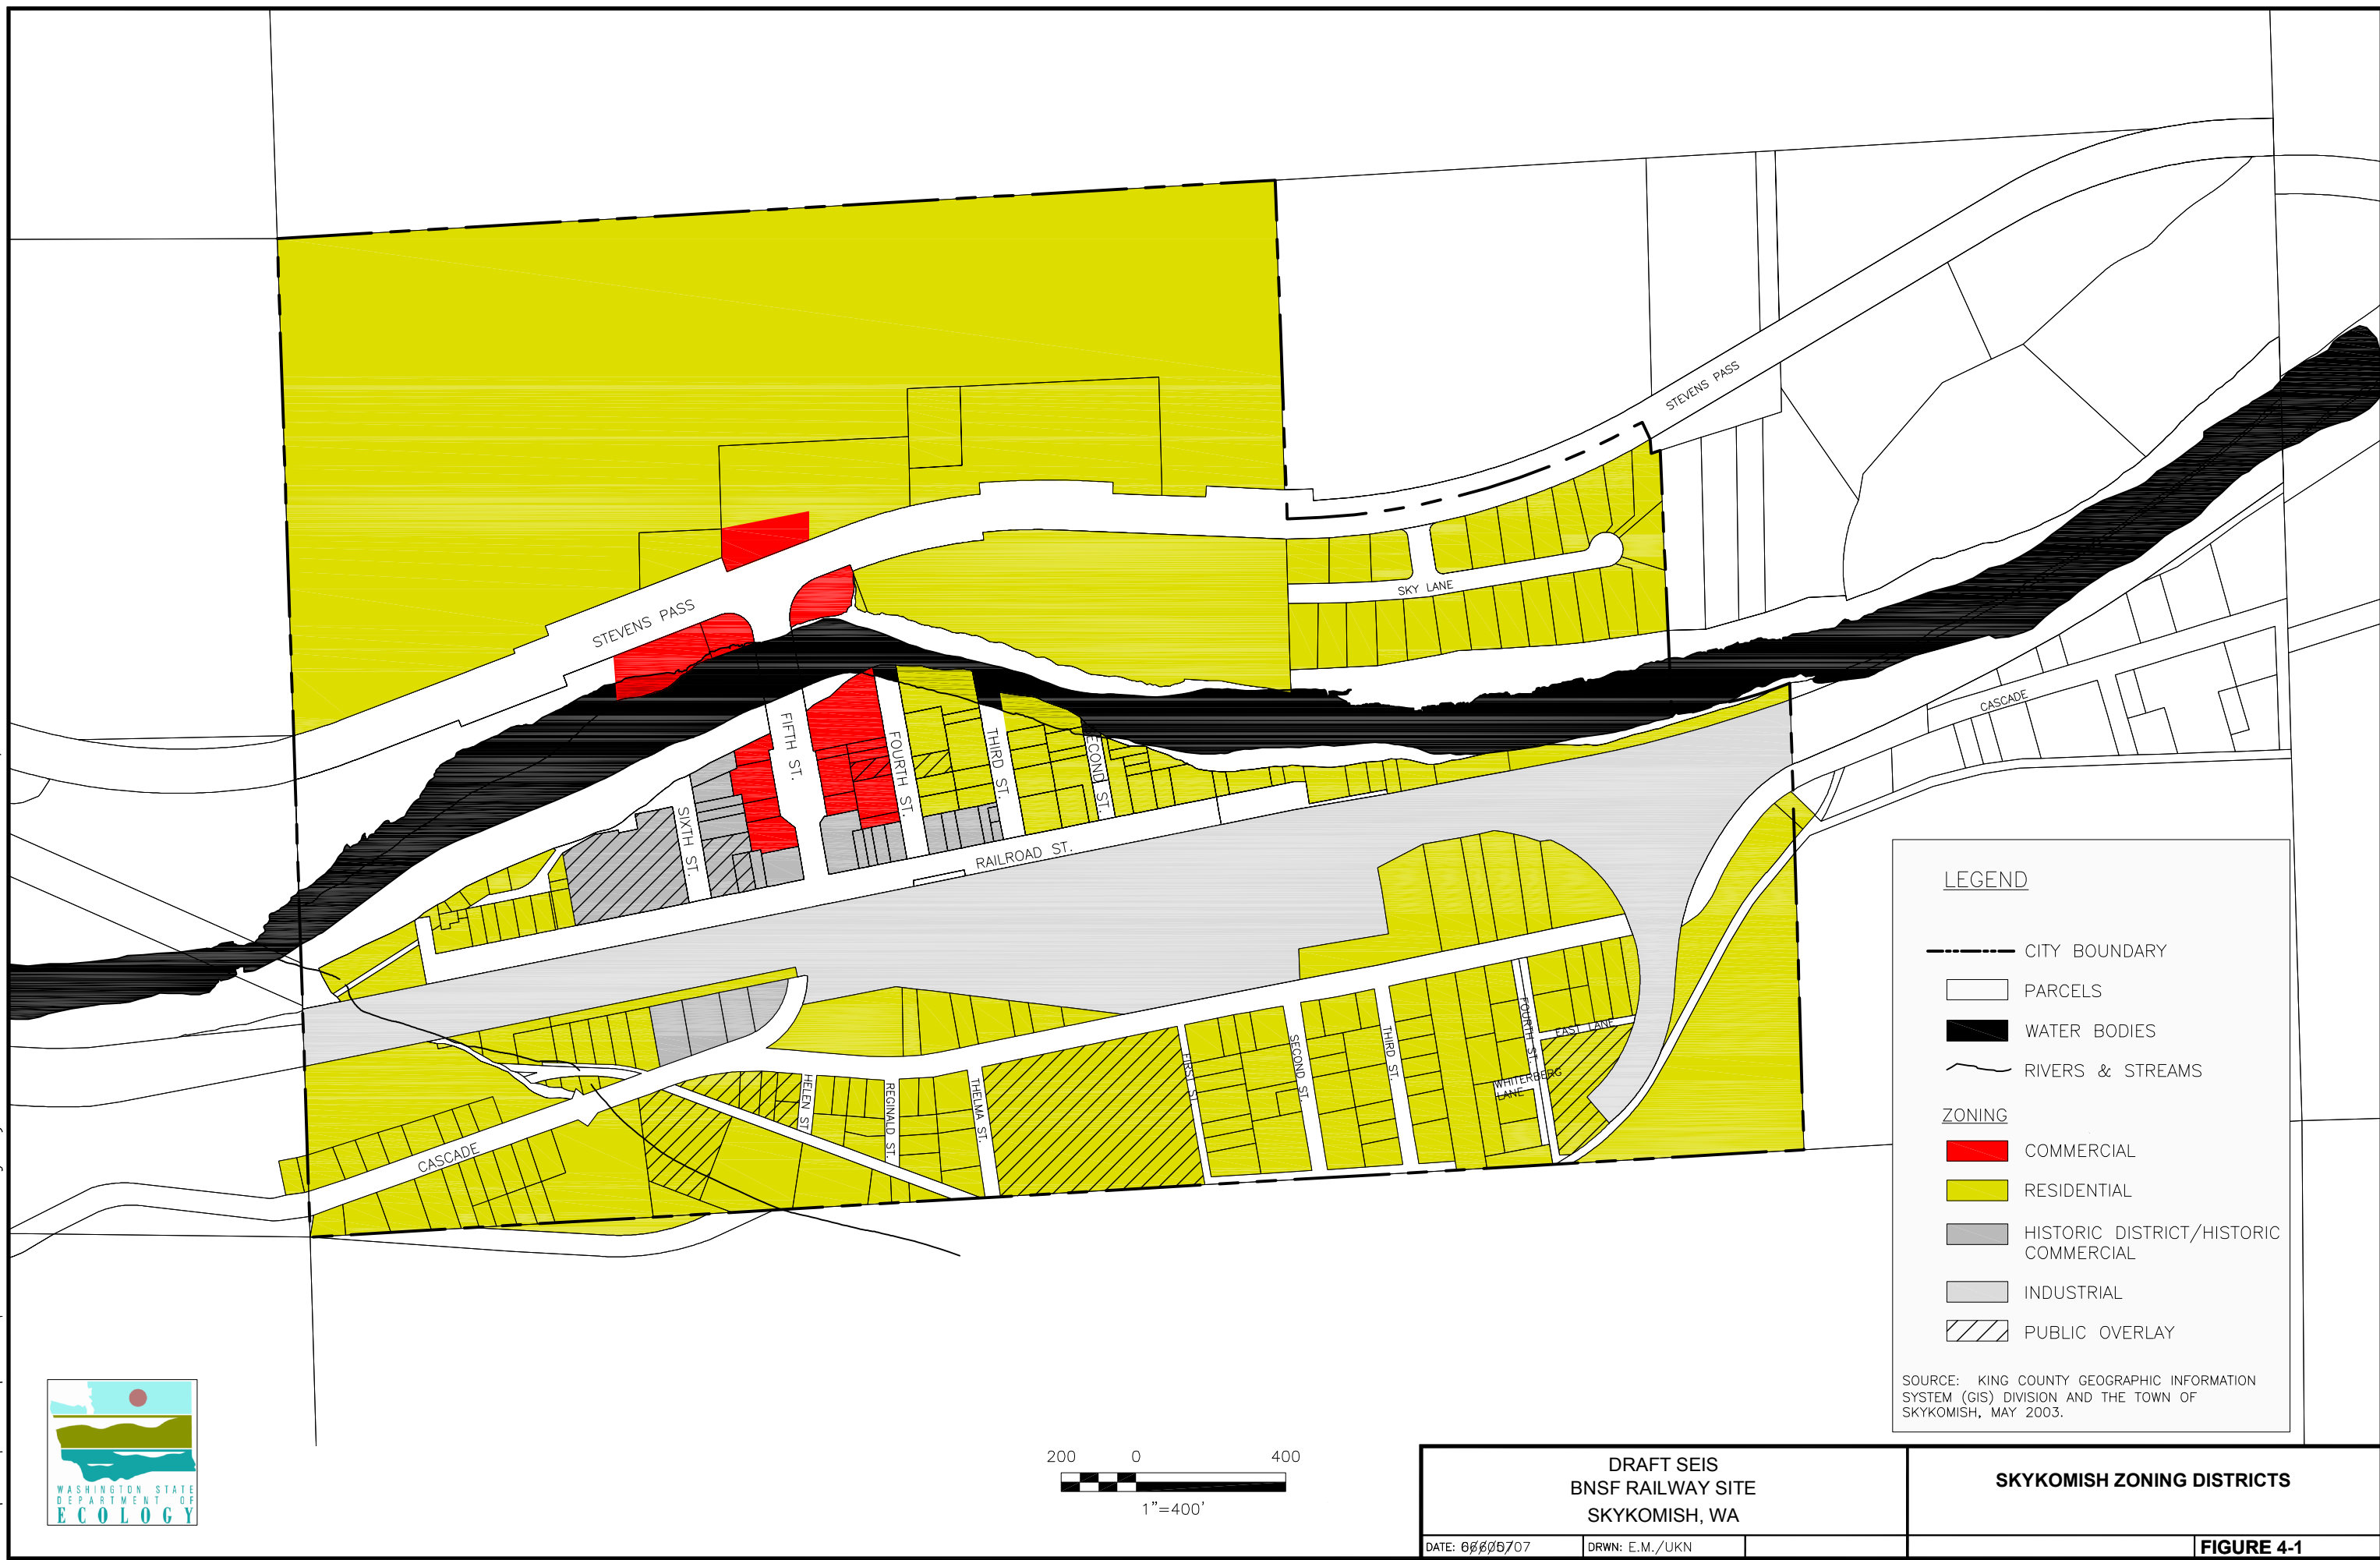 STEVENS PASS
STEVENS PASS
SKY LANE
CASCADE
FIFTH ST.
FOURTH ST.
THIRD ST.
ECOND ST.
SIXTH ST.
RAILROAD ST.
FOURTH ST.
EAST LANE
FIRST ST.
SECOND ST.
THIRD ST.
WHITERBERG
LANE
HELEN ST.
REGINALD ST.
THELMA ST.
CASCADE
LEGEND
CITY BOUNDARY
PARCELS
WATER BODIES
RIVERS & STREAMS
ZONING
COMMERCIAL
RESIDENTIAL
HISTORIC DISTRICT/HISTORIC
COMMERCIAL
INDUSTRIAL
PUBLIC OVERLAY
SOURCE: KING COUNTY GEOGRAPHIC INFORMATION
SYSTEM (GIS) DIVISION AND THE TOWN OF
SKYKOMISH, MAY 2003.
WASHINGTON STATE
DEPARTMENT OF
ECOLOGY
200 0 400
1"=400'
DRAFT SEIS
BNSF RAILWAY SITE
SKYKOMISH, WA
SKYKOMISH ZONING DISTRICTS
DATE:
DRWN: E.M./UKN
FIGURE 4-1